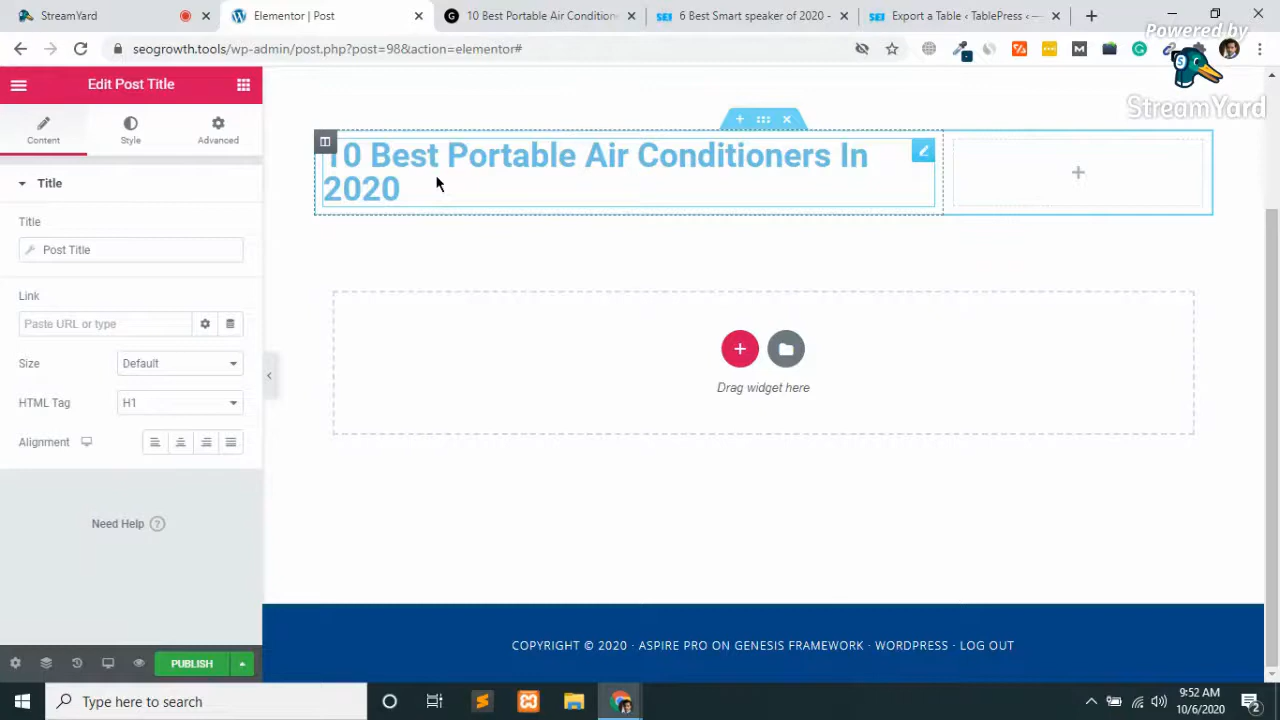 StreamYard
Elementor | Post
10 Best Portable Air Condition
6 Best Smart speaker of 2020 -
Export a Table ‹ TablePress ‹
seogrowth.tools/wp-admin/post.php?post=98&action=elementor#
Powered by
StreamYard
Edit Post Title
Content
Style
Advanced
Title
Title
Post Title
Link
Paste URL or type
Size
Default
HTML Tag
H1
Alignment
Need Help
PUBLISH
10 Best Portable Air Conditioners In
2020
Drag widget here
COPYRIGHT © 2020 · ASPIRE PRO ON GENESIS FRAMEWORK · WORDPRESS · LOG OUT
Type here to search
9:52 AM
10/6/2020
2